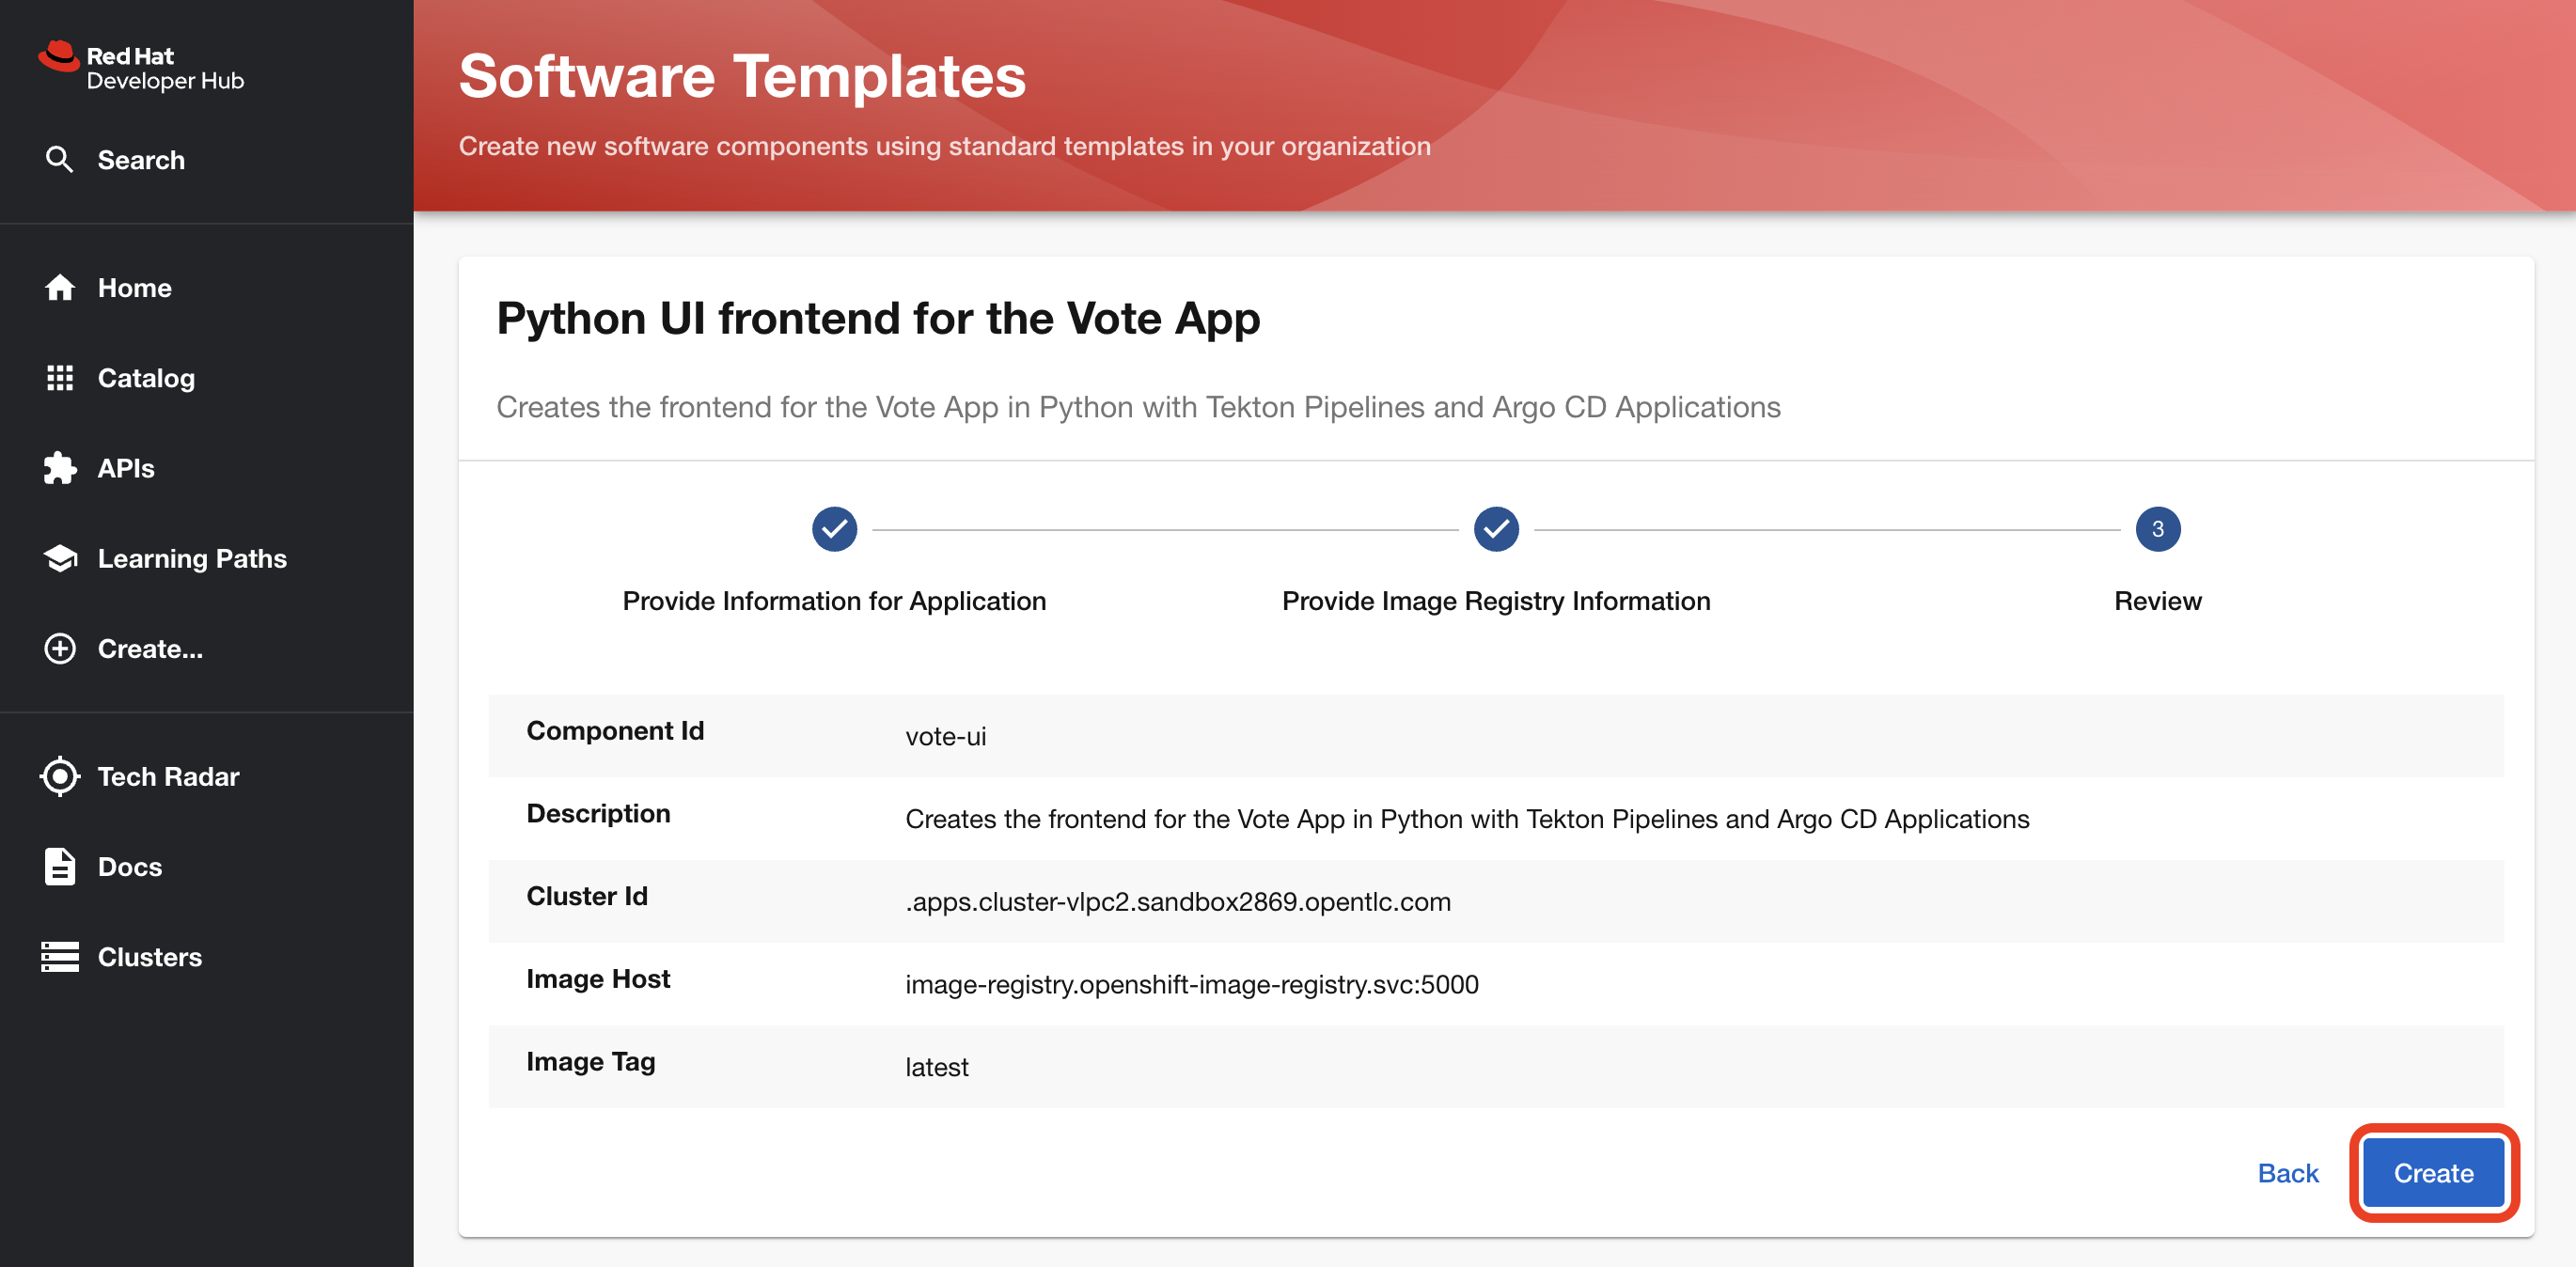 Red Hat
Developer Hub
Search
Home
Catalog
APIs
Learning Paths
Create...
Tech Radar
Docs
Clusters
Software Templates
Create new software components using standard templates in your organization
Python UI frontend for the Vote App
Creates the frontend for the Vote App in Python with Tekton Pipelines and Argo CD Applications
3
Provide Information for Application
Provide Image Registry Information
Review
Component Id vote-ui
Description Creates the frontend for the Vote App in Python with Tekton Pipelines and Argo CD Applications
Cluster Id .apps.cluster-vlpc2.sandbox2869.opentlc.com
Image Host image-registry.openshift-image-registry.svc:5000
Image Tag latest
Back Create